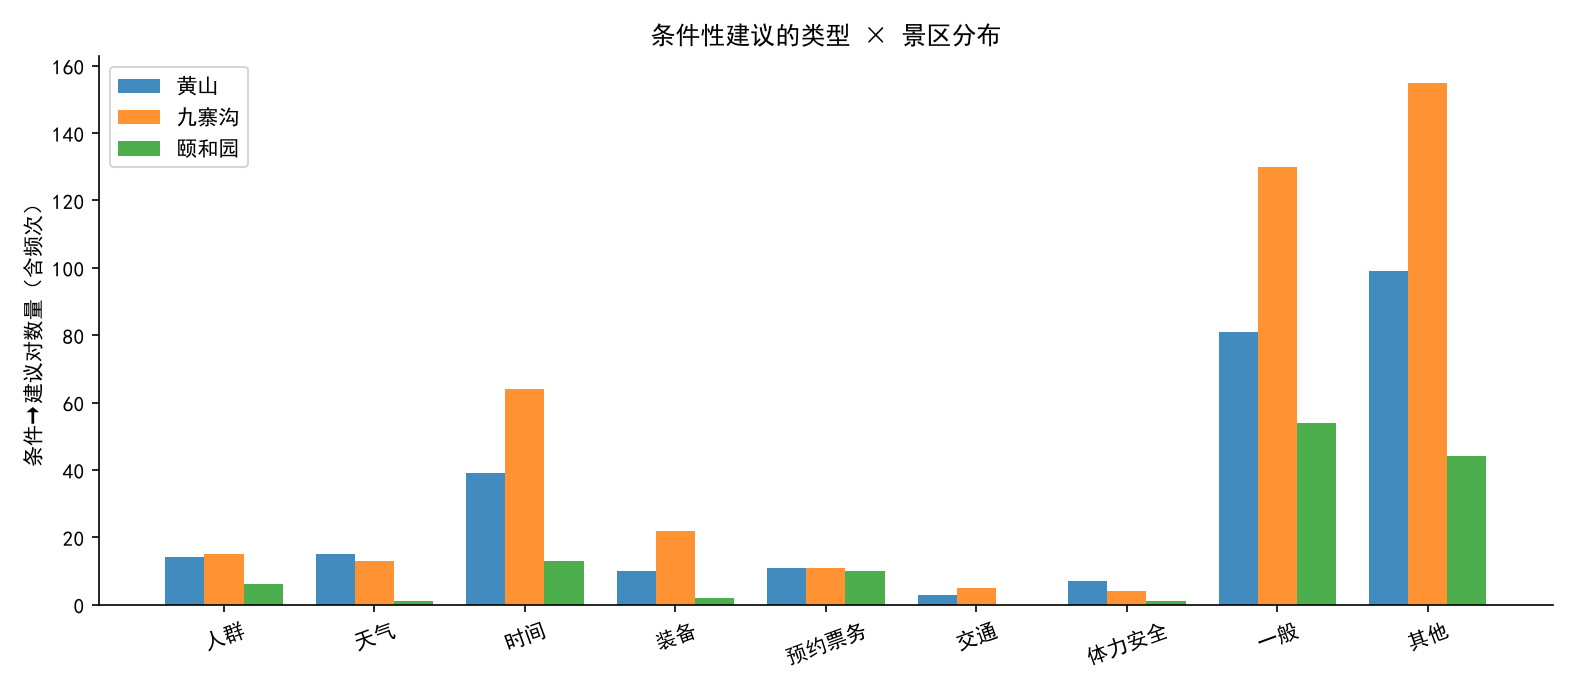 条件性建议的类型 × 景区分布
黄山
九寨沟
颐和园
条件→建议对数量（含频次）
160
140
120
100
80
60
40
20
0
人群
天气
时间
装备
预约票务
交通
体力安全
一般
其他